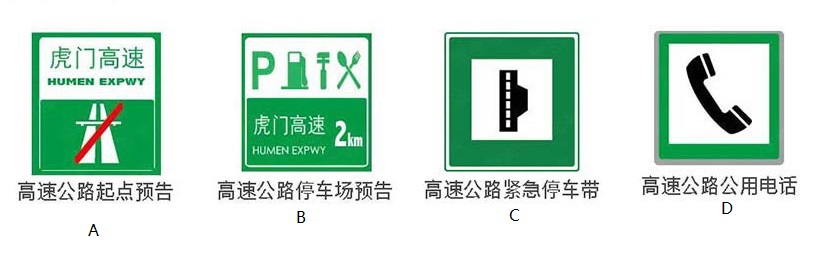 虎门高速
HUMEN EXPWY
高速公路起点预告
A
P
虎门高速
HUMEN EXPWY
2km
高速公路停车场预告
B
高速公路紧急停车带
C
高速公路公用电话
D